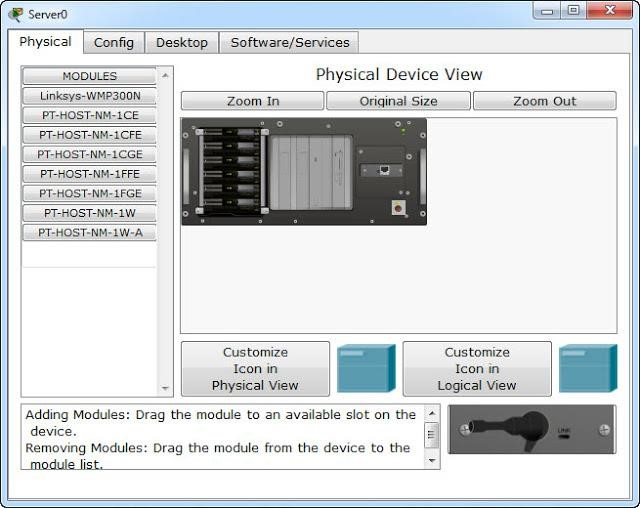 Server0
Physical
Config
Desktop
Software/Services
MODULES
Linksys-WMP300N
PT-HOST-NM-1CE
PT-HOST-NM-1CFE
PT-HOST-NM-1CGE
PT-HOST-NM-1FFE
PT-HOST-NM-1FGE
PT-HOST-NM-1W
PT-HOST-NM-1W-A
Physical Device View
Zoom In
Original Size
Zoom Out
Customize
Icon in
Physical View
Customize
Icon in
Logical View
Adding Modules: Drag the module to an available slot on the
device.
Removing Modules: Drag the module from the device to the
module list.
LINK